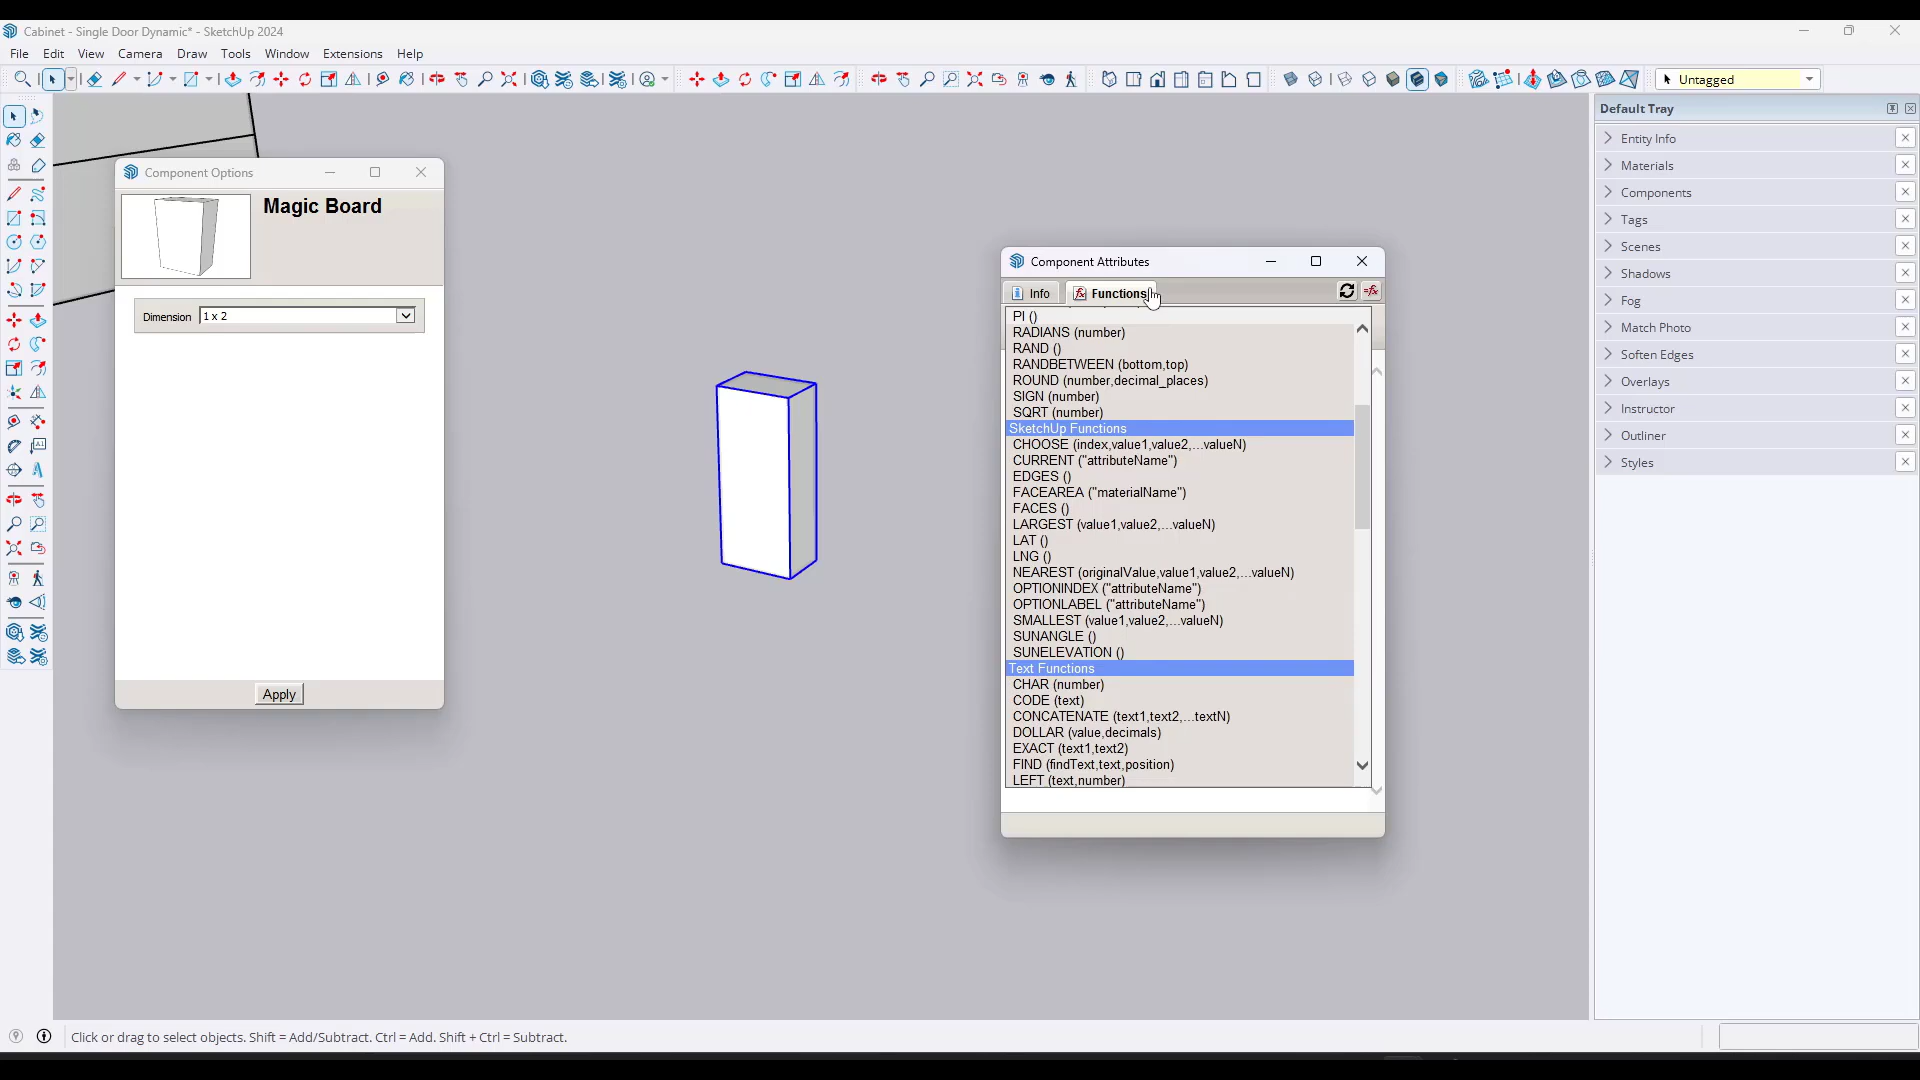 Cabinet - Single Door Dynamic* - SketchUp 2024
File Edit View Camera Draw Tools Window Extensions Help
Untagged
Default Tray
Entity Info
Materials
Components
Tags
Scenes
Shadows
Fog
Match Photo
Soften Edges
Overlays
Instructor
Outliner
Styles
Component Options
Magic Board
Dimension 1 x 2
Apply
Component Attributes
Info Functions
PI ()
RADIANS (number)
RAND ()
RANDBETWEEN (bottom,top)
ROUND (number,decimal_places)
SIGN (number)
SQRT (number)
SketchUp Functions
CHOOSE (index,value1,value2,...valueN)
CURRENT ("attributeName")
EDGES ()
FACEAREA ("materialName")
FACES ()
LARGEST (value1,value2,...valueN)
LAT ()
LNG ()
NEAREST (originalValue,value1,value2,...valueN)
OPTIONINDEX ("attributeName")
OPTIONLABEL ("attributeName")
SMALLEST (value1,value2,...valueN)
SUNANGLE ()
SUNELEVATION ()
Text Functions
CHAR (number)
CODE (text)
CONCATENATE (text1,text2,...textN)
DOLLAR (value,decimals)
EXACT (text1,text2)
FIND (findText,text,position)
LEFT (text,number)
Click or drag to select objects. Shift = Add/Subtract. Ctrl = Add. Shift + Ctrl = Subtract.